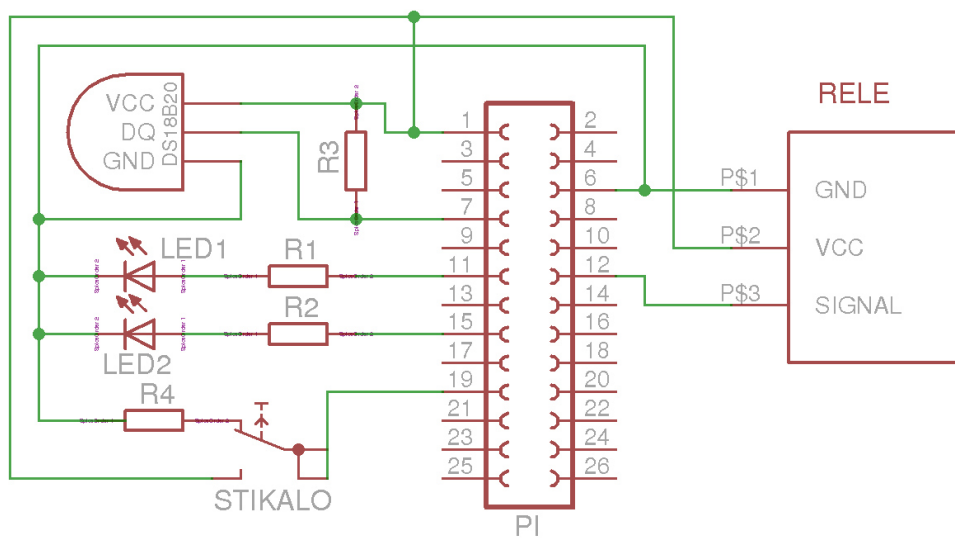 VCC
DQ
GND
DS18B20
R3
LED1
R1
LED2
R2
R4
STIKALO
1
3
5
7
9
11
13
15
17
19
21
23
25
2
4
6
8
10
12
14
16
18
20
22
24
26
PI
RELE
P$1
GND
P$2
VCC
P$3
SIGNAL